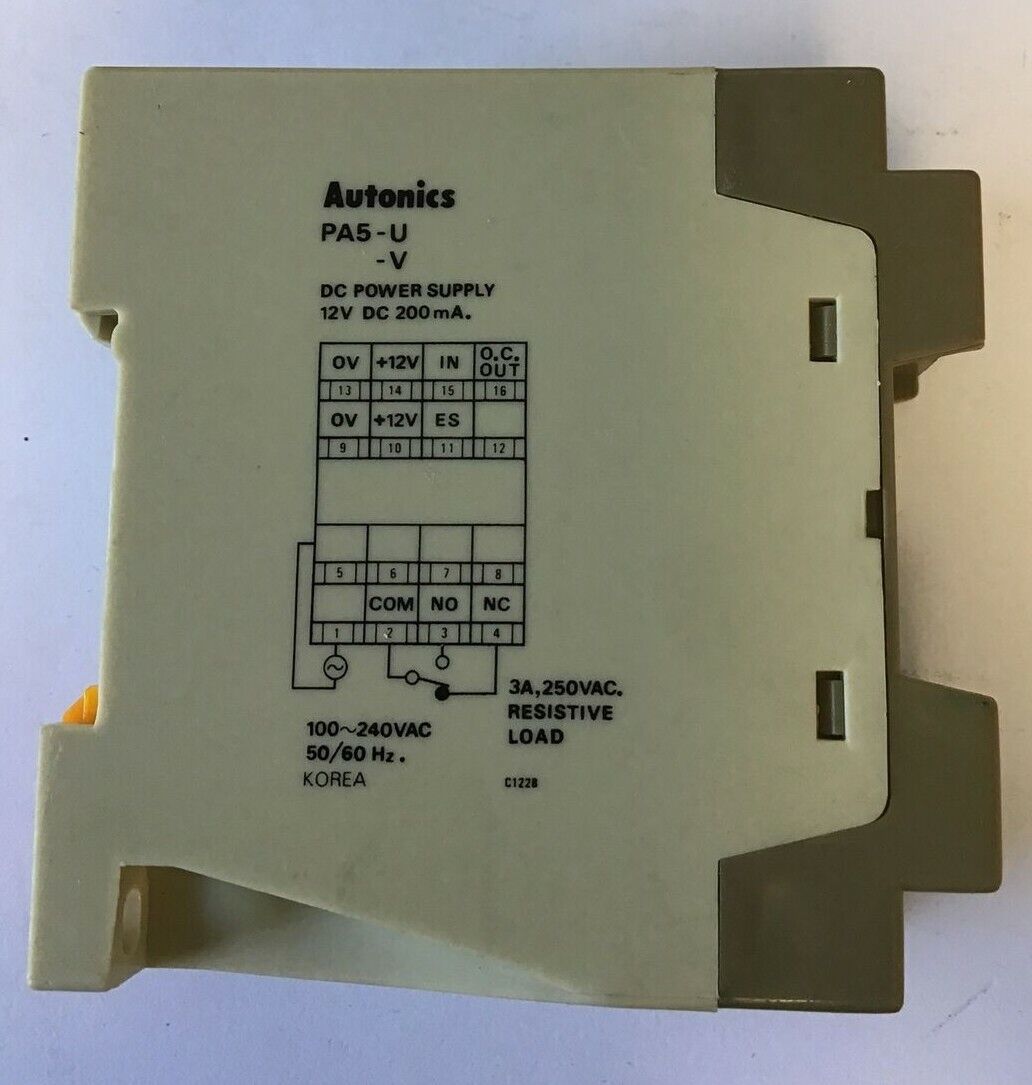 Autonics
PA5-U
-V
DC POWER SUPPLY
12V DC 200mA.
0V +12V IN O.C. OUT
13 14 15 16
0V +12V ES
9 10 11 12
5 6 7 8
COM NO NC
1 2 3 4
3A,250VAC.
RESISTIVE
LOAD
100~240VAC
50/60 Hz.
KOREA
C1228